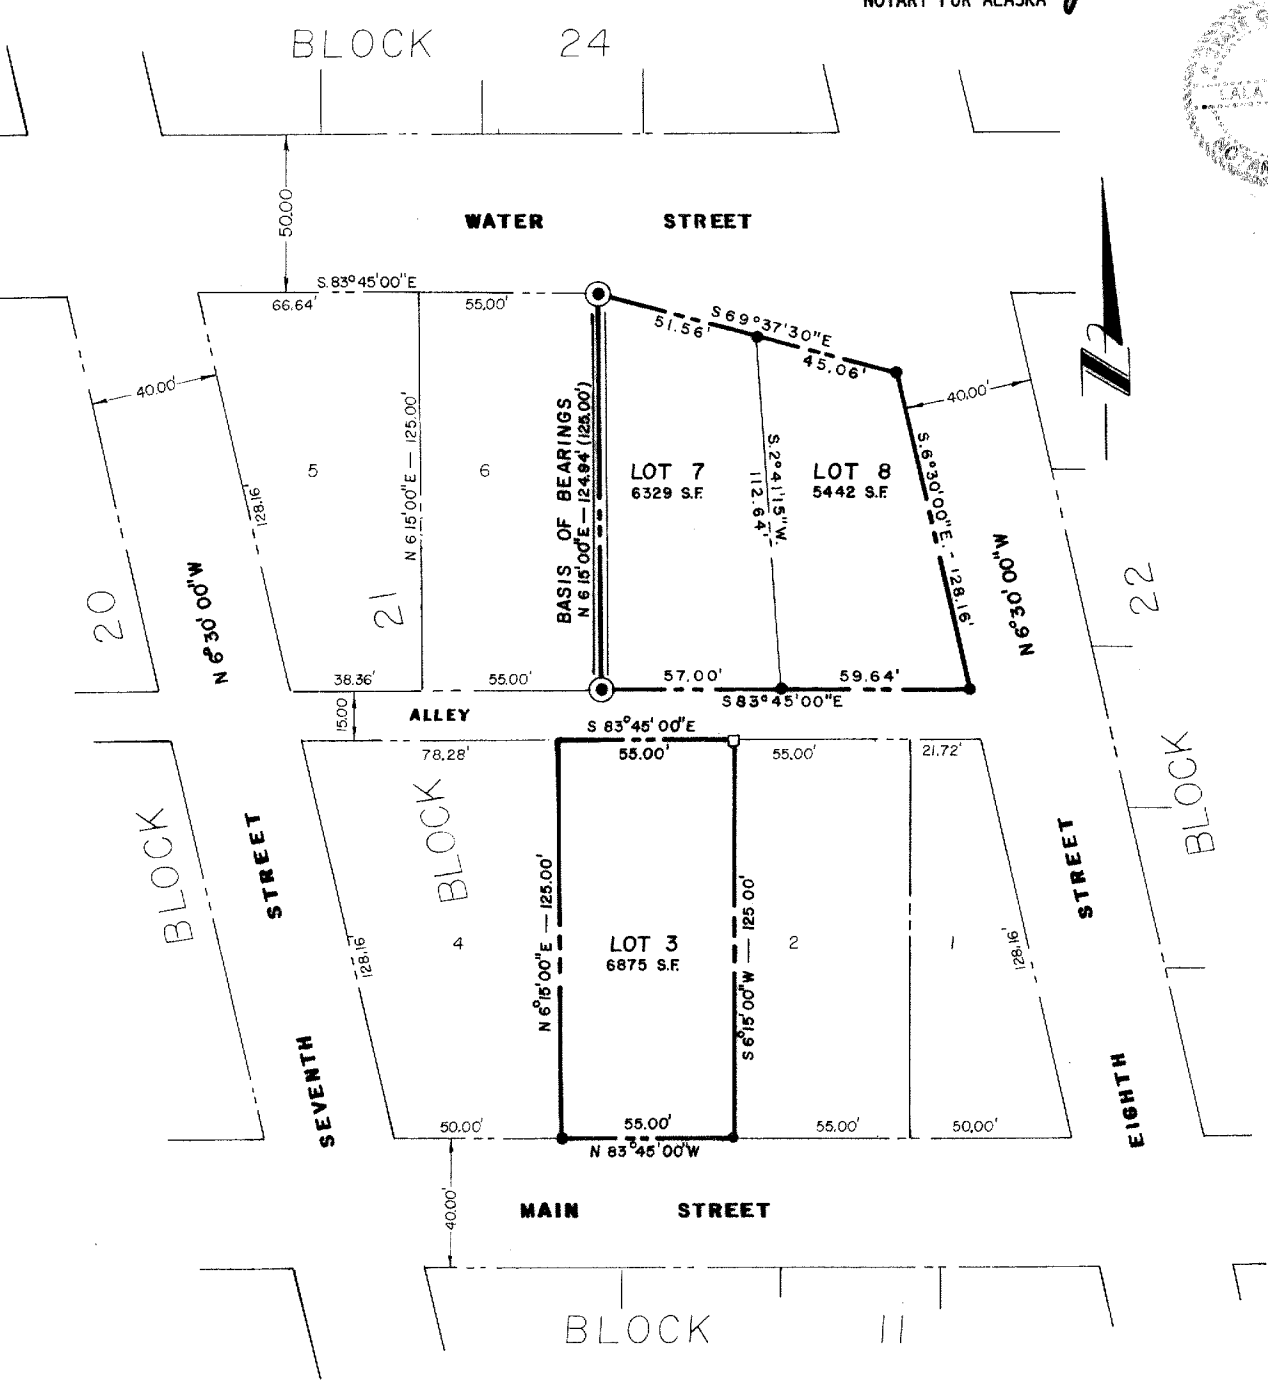 NOTARY FOR ALASKA
BLOCK 24
50.00
WATER STREET
S. 83°45'00"E
66.64'
55.00'
S 69°37'30"E
51.56'
45.06'
40.00'
40.00'
N 6°15'00"E — 125.00'
BASIS OF BEARINGS
N 6°15'00"E — 124.94' (125.00')
5
6
LOT 7
6329 S.F.
S. 2°41'15"W.
112.64'
LOT 8
5442 S.F.
S. 6°30'00"E. - 128.16'
128.16'
N 6°30'00"W
N 6°30'00"W
20
21
22
38.36'
55.00'
57.00'
59.64'
S 83°45'00"E
15.00
ALLEY
S 83°45'00"E
78.28'
55.00'
55.00'
21.72'
BLOCK
BLOCK
BLOCK
STREET
STREET
N 6°15'00"E — 125.00'
S 6°15'00"W — 125.00'
4
LOT 3
6875 S.F.
2
1
128.16'
128.16'
SEVENTH
EIGHTH
50.00'
55.00'
55.00'
50.00'
N 83°45'00"W
40.00'
MAIN STREET
BLOCK 11